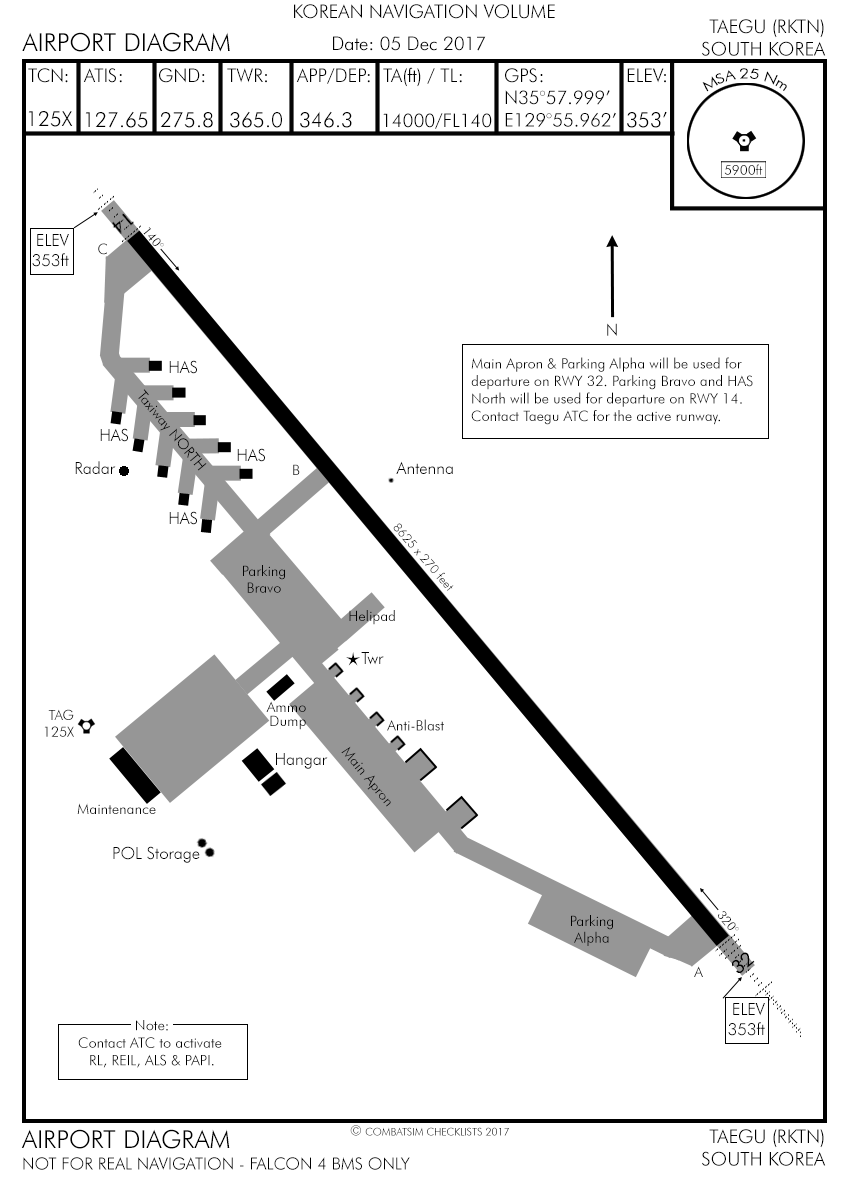 KOREAN NAVIGATION VOLUME
AIRPORT DIAGRAM
Date: 05 Dec 2017
TAEGU (RKTN)
SOUTH KOREA
TCN:
125X
ATIS:
127.65
GND:
275.8
TWR:
365.0
APP/DEP:
346.3
TA(ft) / TL:
14000/FL140
GPS:
N35°57.999’
E129°55.962’
ELEV:
353’
MSA 25 Nm
5900ft
14
140°
ELEV
353ft
C
N
Main Apron & Parking Alpha will be used for
departure on RWY 32. Parking Bravo and HAS
North will be used for departure on RWY 14.
Contact Taegu ATC for the active runway.
HAS
Taxiway NORTH
HAS
HAS
Radar
HAS
B
Antenna
8625 x 270 feet
Parking
Bravo
Helipad
Twr
Ammo
Dump
TAG
125X
Anti-Blast
Main Apron
Hangar
Maintenance
POL Storage
Parking
Alpha
320°
32
A
ELEV
353ft
Note:
Contact ATC to activate
RL, REIL, ALS & PAPI.
© COMBATSIM CHECKLISTS 2017
AIRPORT DIAGRAM
NOT FOR REAL NAVIGATION - FALCON 4 BMS ONLY
TAEGU (RKTN)
SOUTH KOREA